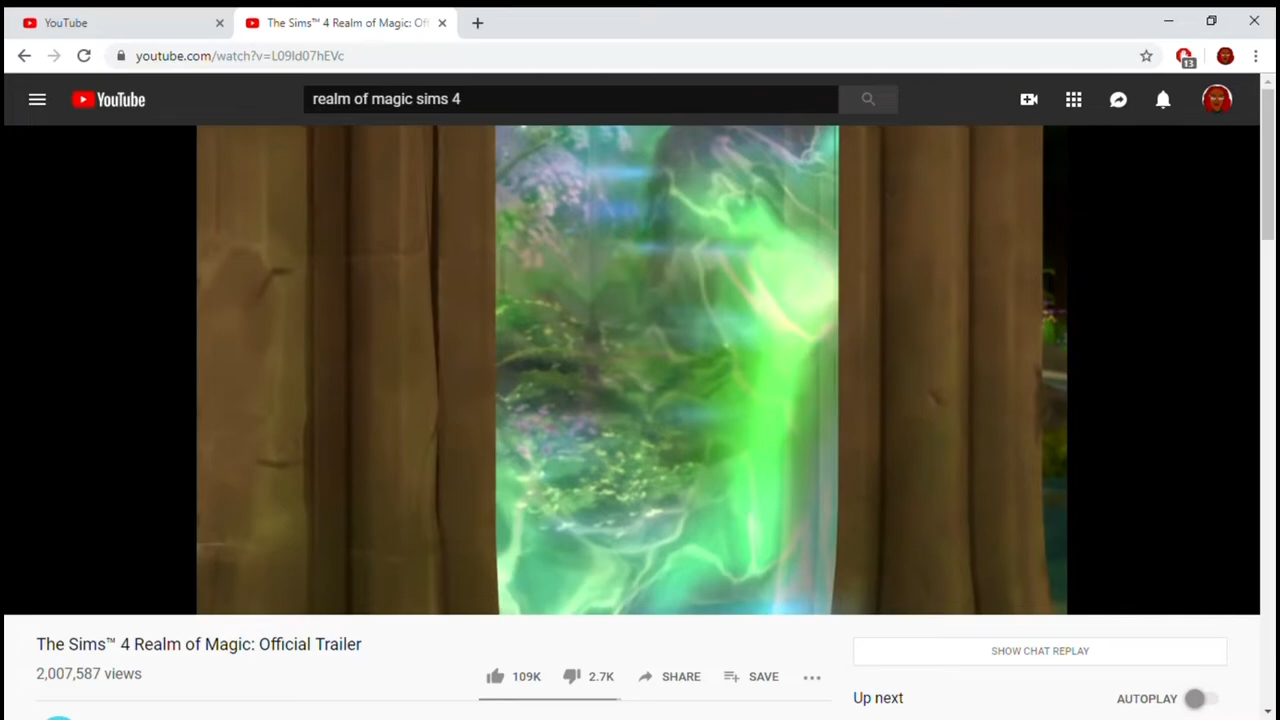 YouTube
The Sims™ 4 Realm of Magic: Offi
youtube.com/watch?v=L09ld07hEVc
13
YouTube
realm of magic sims 4
The Sims™ 4 Realm of Magic: Official Trailer
2,007,587 views
109K
2.7K
SHARE
SAVE
SHOW CHAT REPLAY
Up next
AUTOPLAY